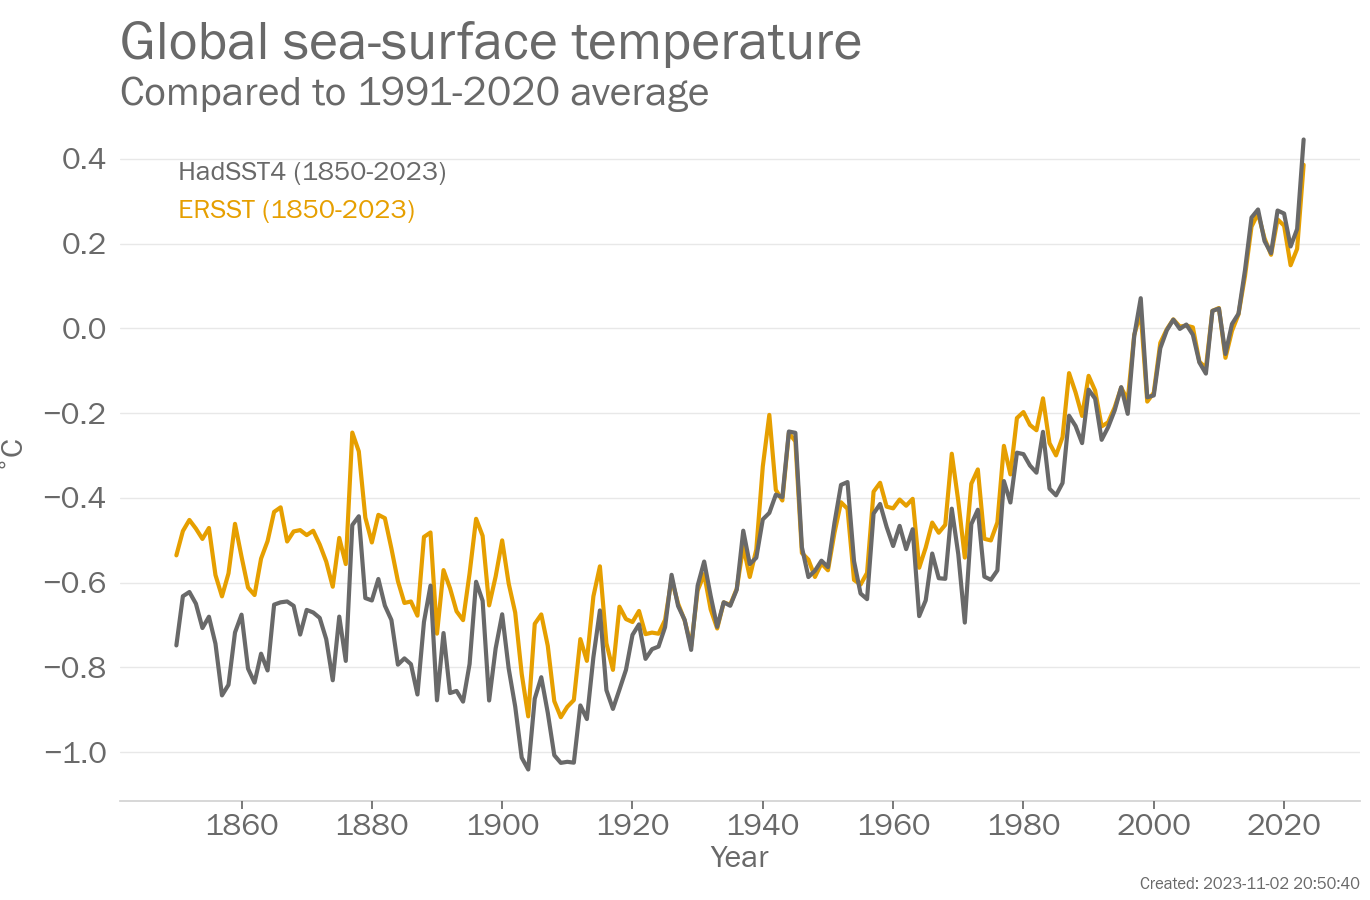 Global sea-surface temperature
Compared to 1991-2020 average
HadSST4 (1850-2023)
ERSST (1850-2023)
0.4
0.2
0.0
−0.2
−0.4
−0.6
−0.8
−1.0
°C
1860 1880 1900 1920 1940 1960 1980 2000 2020
Year
Created: 2023-11-02 20:50:40